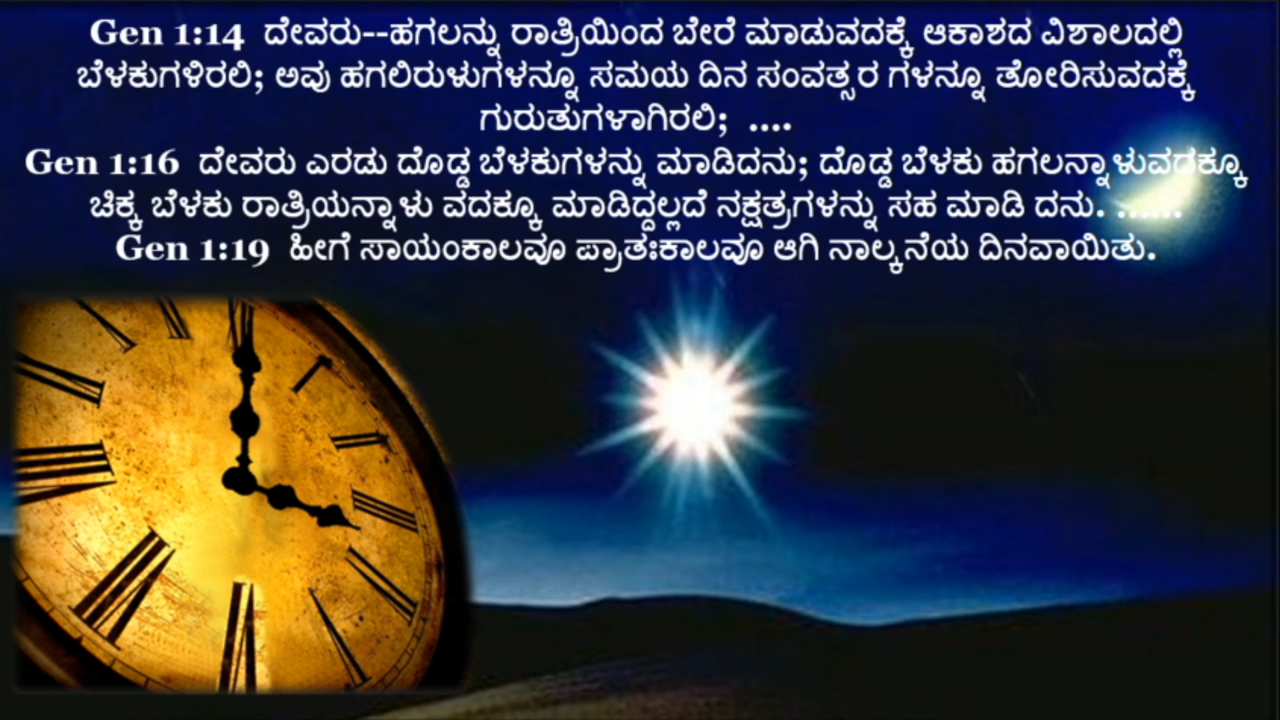 Gen 1:14 ದೇವರು--ಹಗಲನ್ನು ರಾತ್ರಿಯಿಂದ ಬೇರೆ ಮಾಡುವದಕ್ಕೆ ಆಕಾಶದ ವಿಶಾಲದಲ್ಲಿ
ಬೆಳಕುಗಳಿರಲಿ; ಅವು ಹಗಲಿರುಳುಗಳನ್ನೂ ಸಮಯ ದಿನ ಸಂವತ್ಸರ ಗಳನ್ನೂ ತೋರಿಸುವದಕ್ಕೆ
ಗುರುತುಗಳಾಗಿರಲಿ; ....
Gen 1:16 ದೇವರು ಎರಡು ದೊಡ್ಡ ಬೆಳಕುಗಳನ್ನು ಮಾಡಿದನು; ದೊಡ್ಡ ಬೆಳಕು ಹಗಲನ್ನಾಳುವದಕ್ಕೂ
ಚಿಕ್ಕ ಬೆಳಕು ರಾತ್ರಿಯನ್ನಾಳು ವದಕ್ಕೂ ಮಾಡಿದ್ದಲ್ಲದೆ ನಕ್ಷತ್ರಗಳನ್ನು ಸಹ ಮಾಡಿ ದನು. ......
Gen 1:19 ಹೀಗೆ ಸಾಯಂಕಾಲವೂ ಪ್ರಾತಃಕಾಲವೂ ಆಗಿ ನಾಲ್ಕನೆಯ ದಿನವಾಯಿತು.